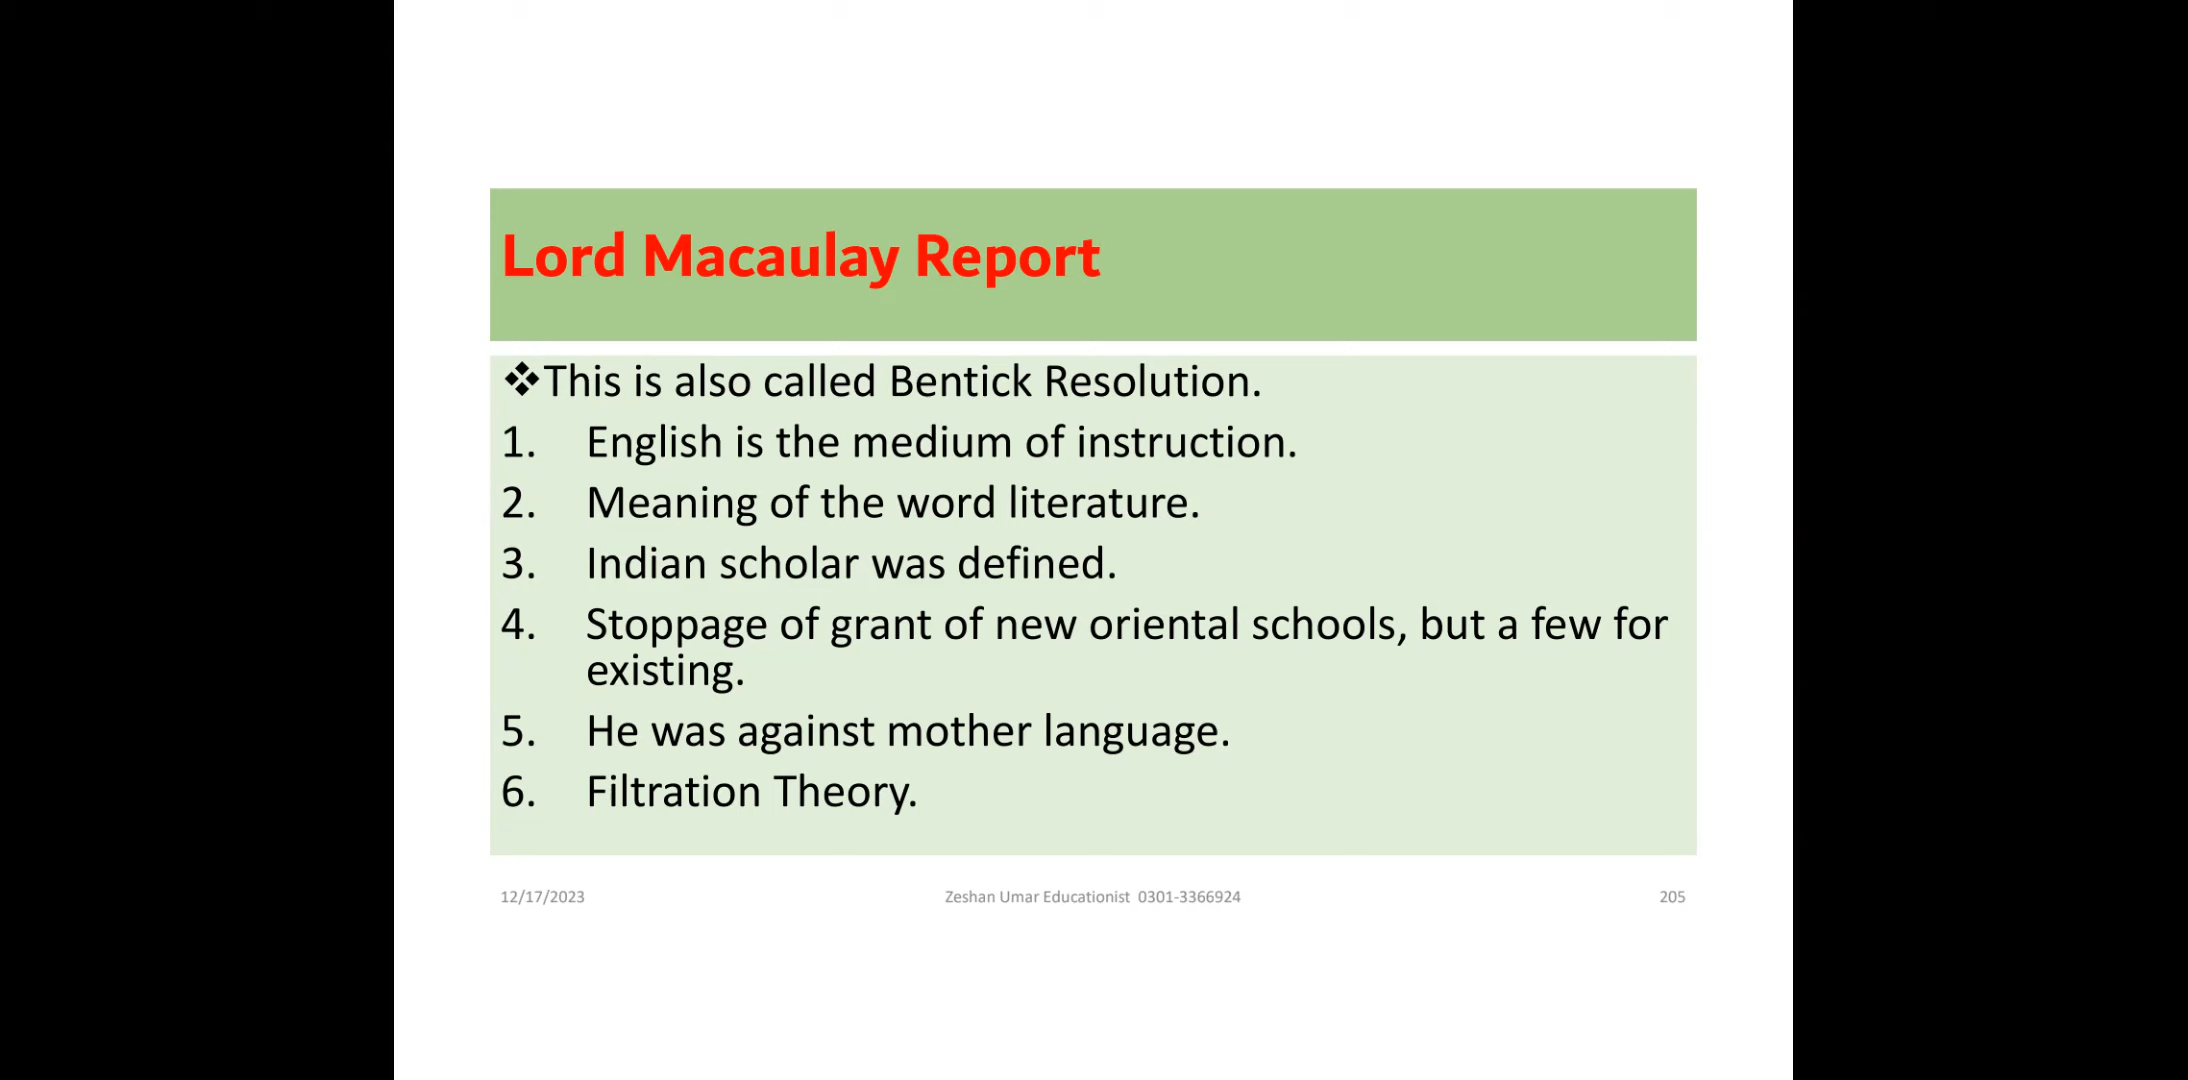 Lord Macaulay Report
❖This is also called Bentick Resolution.
1. English is the medium of instruction.
2. Meaning of the word literature.
3. Indian scholar was defined.
4. Stoppage of grant of new oriental schools, but a few for
existing.
5. He was against mother language.
6. Filtration Theory.
12/17/2023 Zeshan Umar Educationist 0301-3366924 205